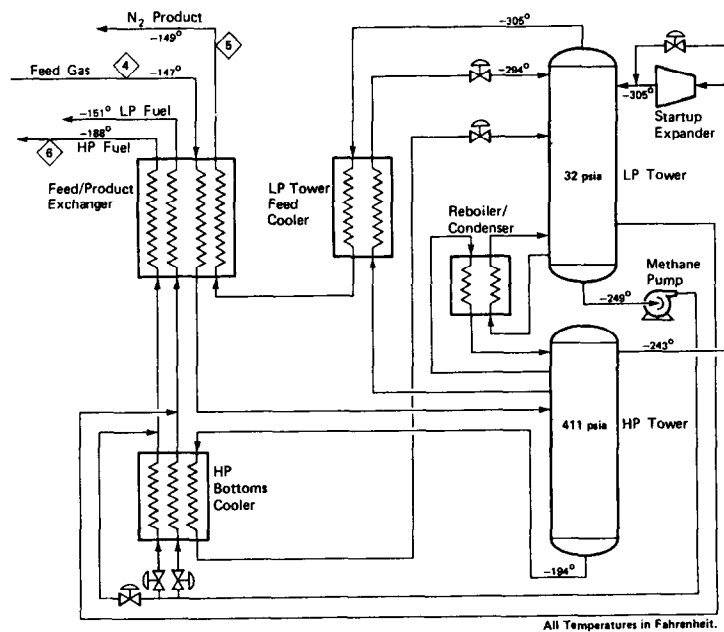 N2 Product
-149°
5
-305°
4
Feed Gas
-147°
-294°
-305°
Startup
Expander
-151° LP Fuel
-188°
HP Fuel
6
Feed/Product
Exchanger
LP Tower
Feed
Cooler
32 psia
LP Tower
Reboiler/
Condenser
Methane
Pump
-249°
-243°
411 psia
HP Tower
HP
Bottoms
Cooler
-194°
All Temperatures in Fahrenheit.